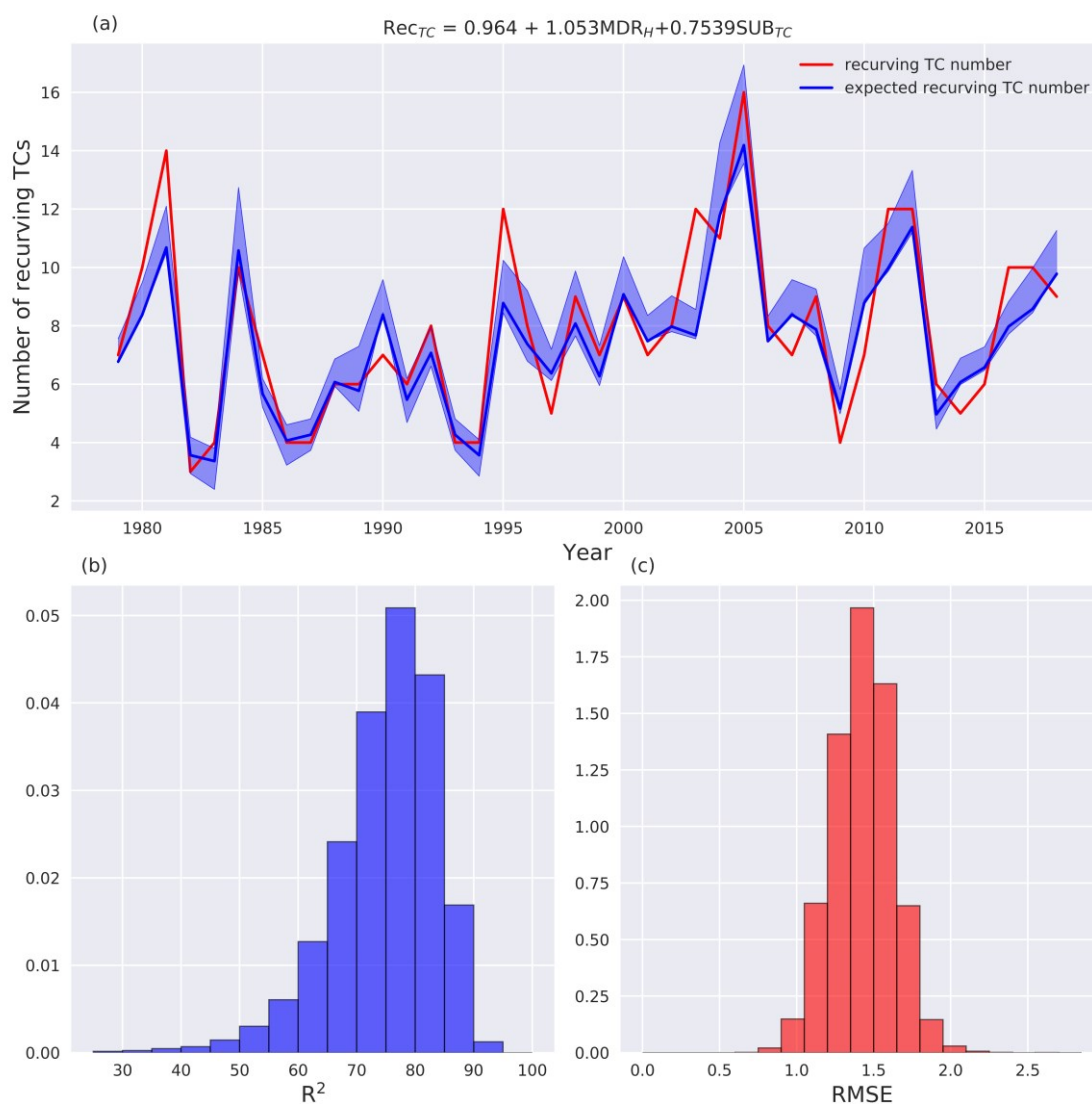 (a)
Rec_TC = 0.964 + 1.053MDR_H+0.7539SUB_TC
recurving TC number
expected recurving TC number
Number of recurving TCs
16
14
12
10
8
6
4
2
1980 1985 1990 1995 2000 2005 2010 2015
Year
(b)
0.05
0.04
0.03
0.02
0.01
0.00
30 40 50 60 70 80 90 100
R²
(c)
2.00
1.75
1.50
1.25
1.00
0.75
0.50
0.25
0.00
0.0 0.5 1.0 1.5 2.0 2.5
RMSE